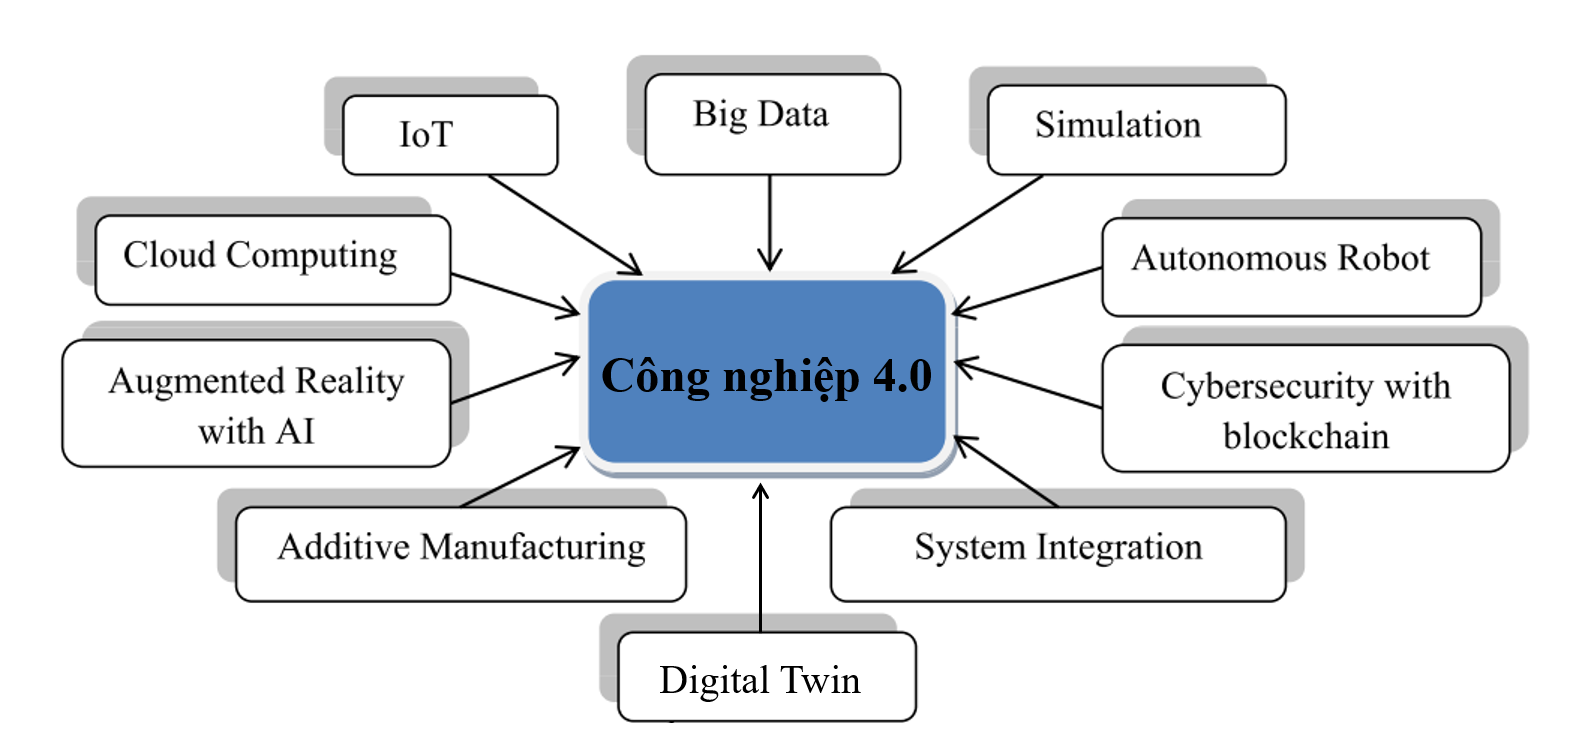 IoT
Big Data
Simulation
Cloud Computing
Autonomous Robot
Augmented Reality
with AI
Công nghiệp 4.0
Cybersecurity with
blockchain
Additive Manufacturing
System Integration
Digital Twin